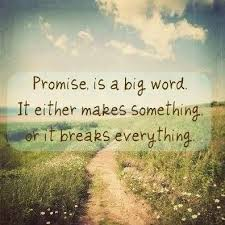 Promise, is a big word.
It either makes something,
or it breaks everything.